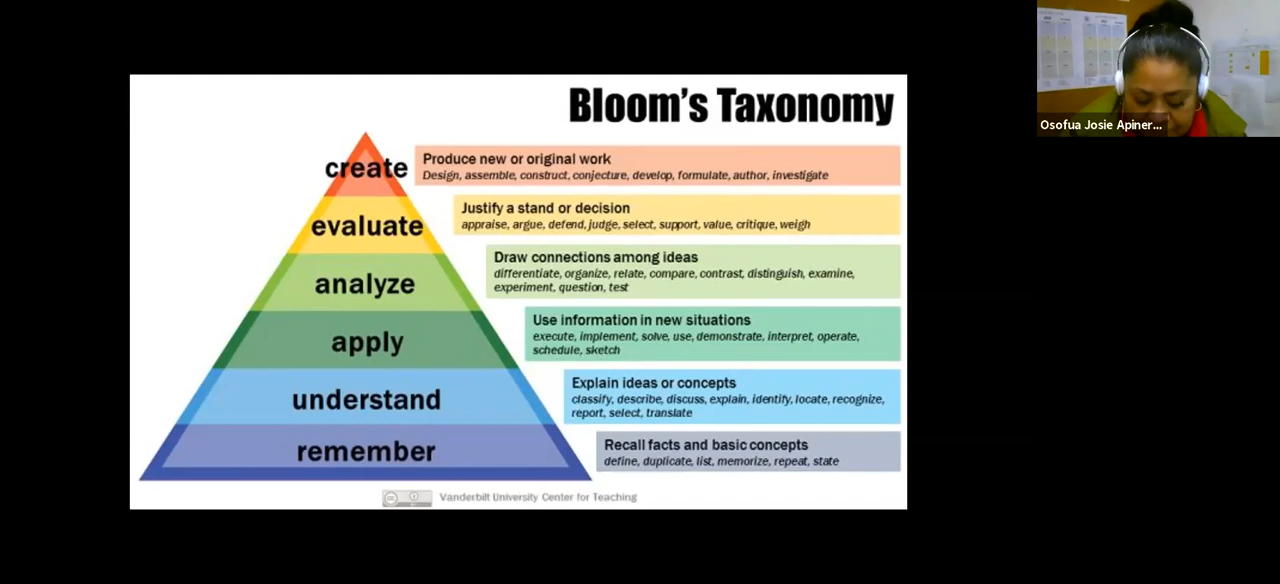 Bloom's Taxonomy
create
Produce new or original work
Design, assemble, construct, conjecture, develop, formulate, author, investigate
evaluate
Justify a stand or decision
appraise, argue, defend, judge, select, support, value, critique, weigh
analyze
Draw connections among ideas
differentiate, organize, relate, compare, contrast, distinguish, examine,
experiment, question, test
apply
Use information in new situations
execute, implement, solve, use, demonstrate, interpret, operate,
schedule, sketch
understand
Explain ideas or concepts
classify, describe, discuss, explain, identify, locate, recognize,
report, select, translate
remember
Recall facts and basic concepts
define, duplicate, list, memorize, repeat, state
Vanderbilt University Center for Teaching
Osofua Josie Apiner...